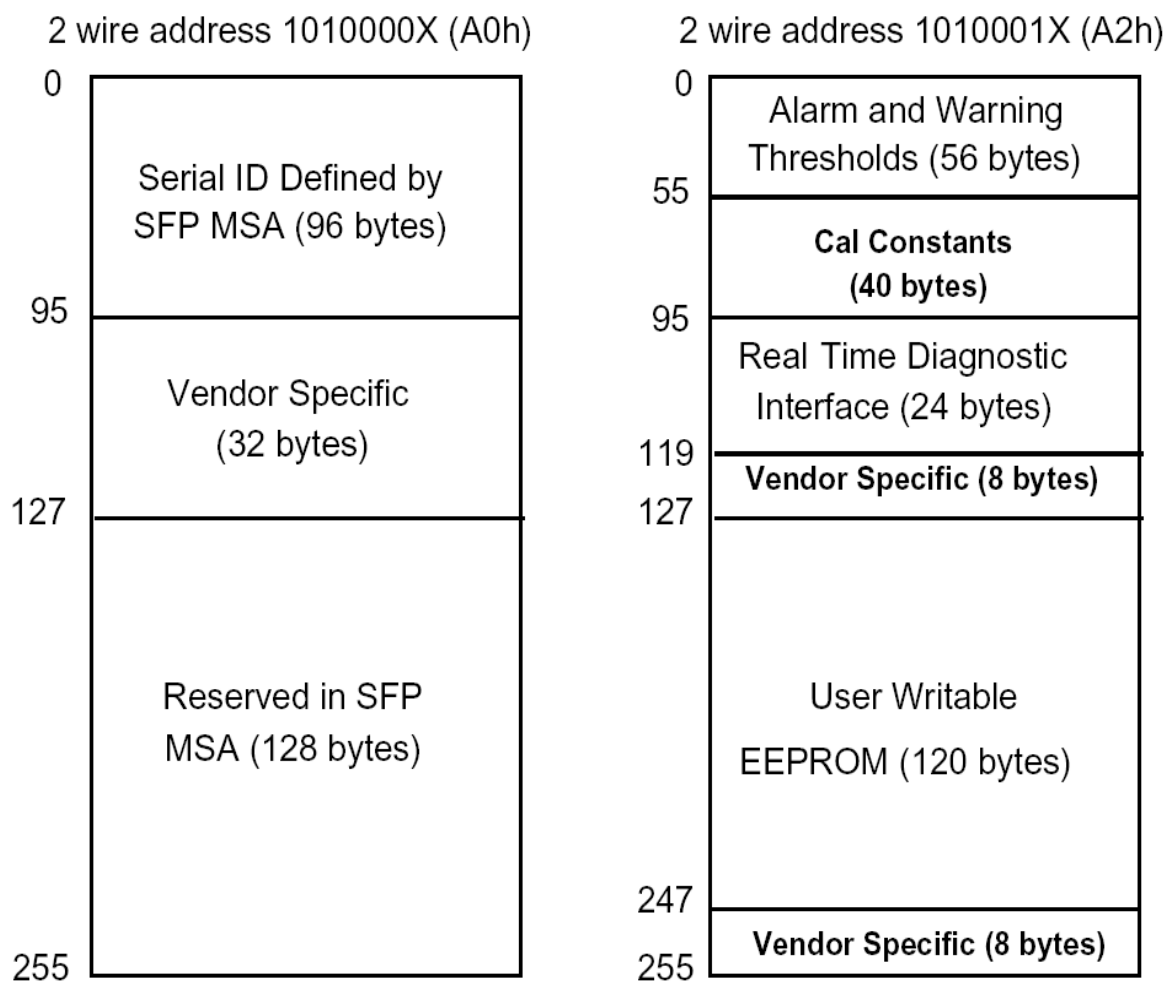 2 wire address 1010000X (A0h)
0
Serial ID Defined by
SFP MSA (96 bytes)
95
Vendor Specific
(32 bytes)
127
Reserved in SFP
MSA (128 bytes)
255
2 wire address 1010001X (A2h)
0
Alarm and Warning
Thresholds (56 bytes)
55
Cal Constants
(40 bytes)
95
Real Time Diagnostic
Interface (24 bytes)
119
Vendor Specific (8 bytes)
127
User Writable
EEPROM (120 bytes)
247
Vendor Specific (8 bytes)
255